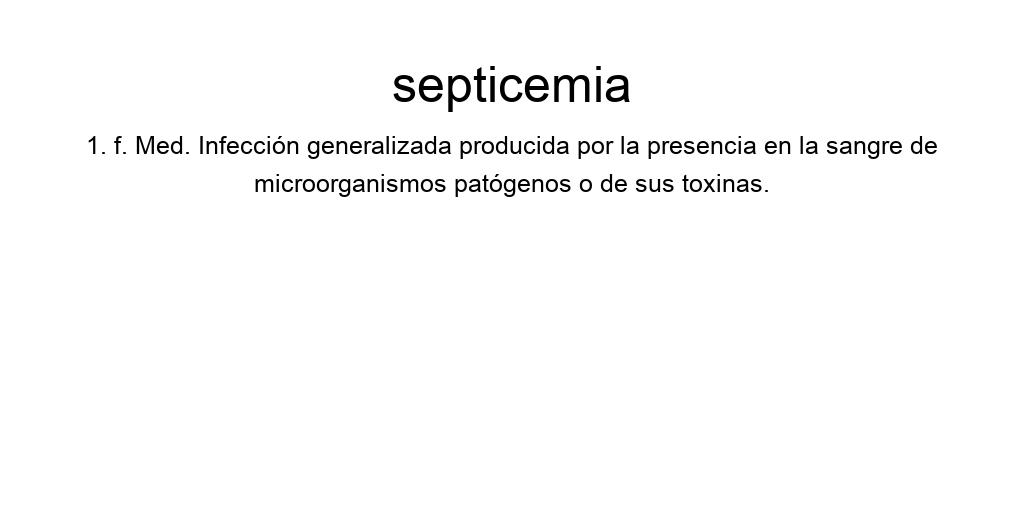 septicemia
1. f. Med. Infección generalizada producida por la presencia en la sangre de
microorganismos patógenos o de sus toxinas.